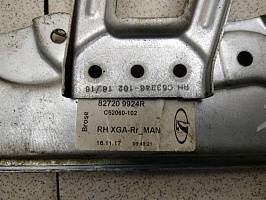 RH C53346-102 16/16
82720 9924R
C52060-102
Brose
RH XGA-Rr_MAN
16.11.17